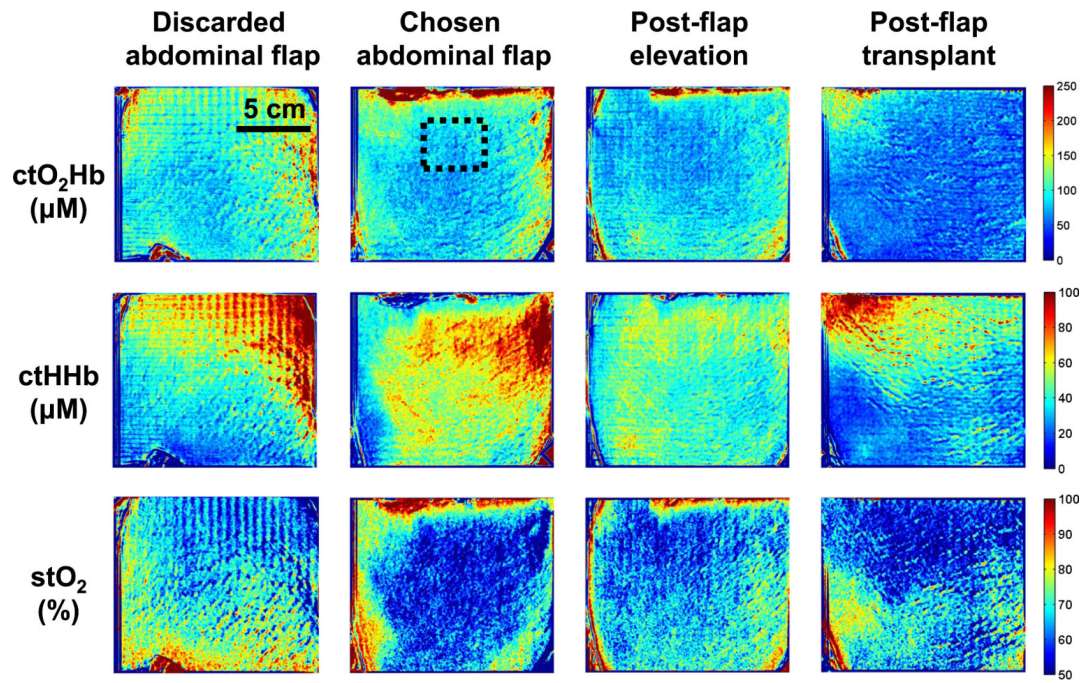 Discarded
abdominal flap
Chosen
abdominal flap
Post-flap
elevation
Post-flap
transplant
5 cm
ctO₂Hb
(µM)
250
200
150
100
50
0
ctHHb
(µM)
100
80
60
40
20
0
stO₂
(%)
100
90
80
70
60
50